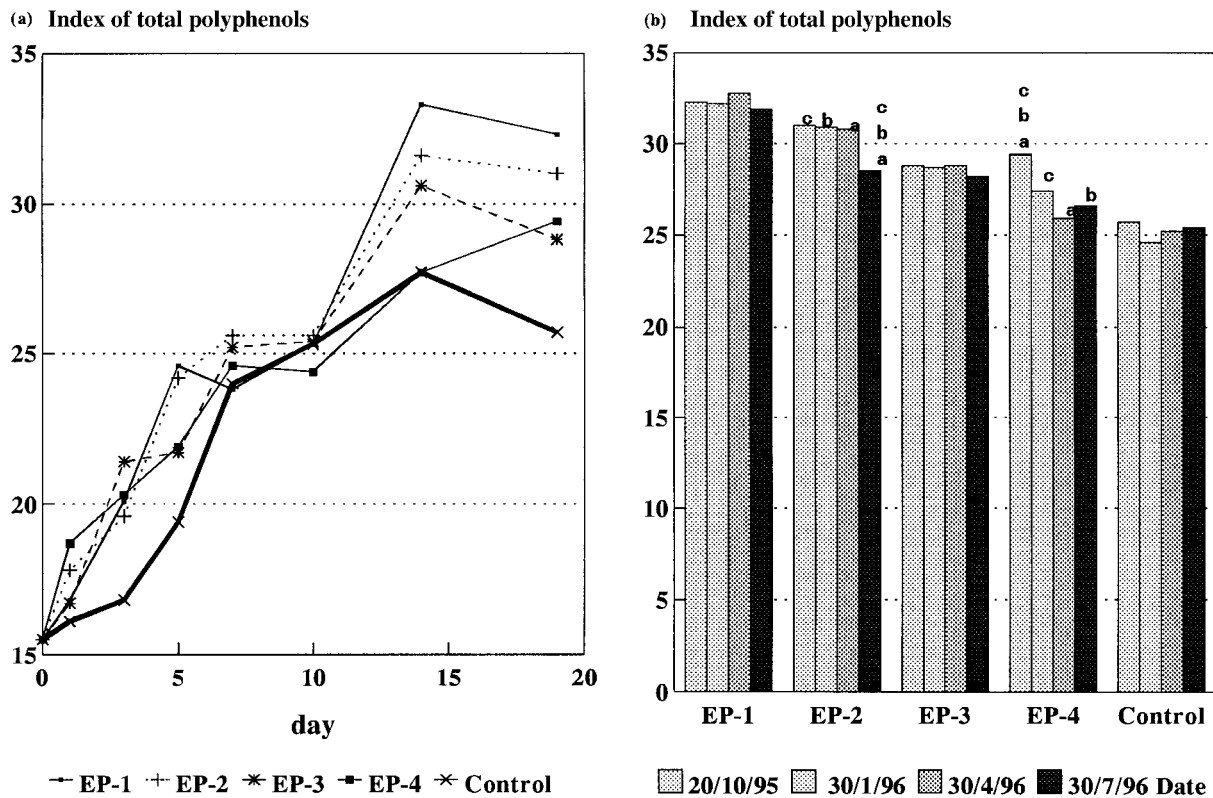 (a) Index of total polyphenols
35
30
25
20
15
0 5 10 15 20
day
EP-1 EP-2 EP-3 EP-4 Control
(b) Index of total polyphenols
35
30
25
20
15
10
5
0
c b a
c
b
a
c
b
a
c
a
b
EP-1 EP-2 EP-3 EP-4 Control
20/10/95 30/1/96 30/4/96 30/7/96 Date